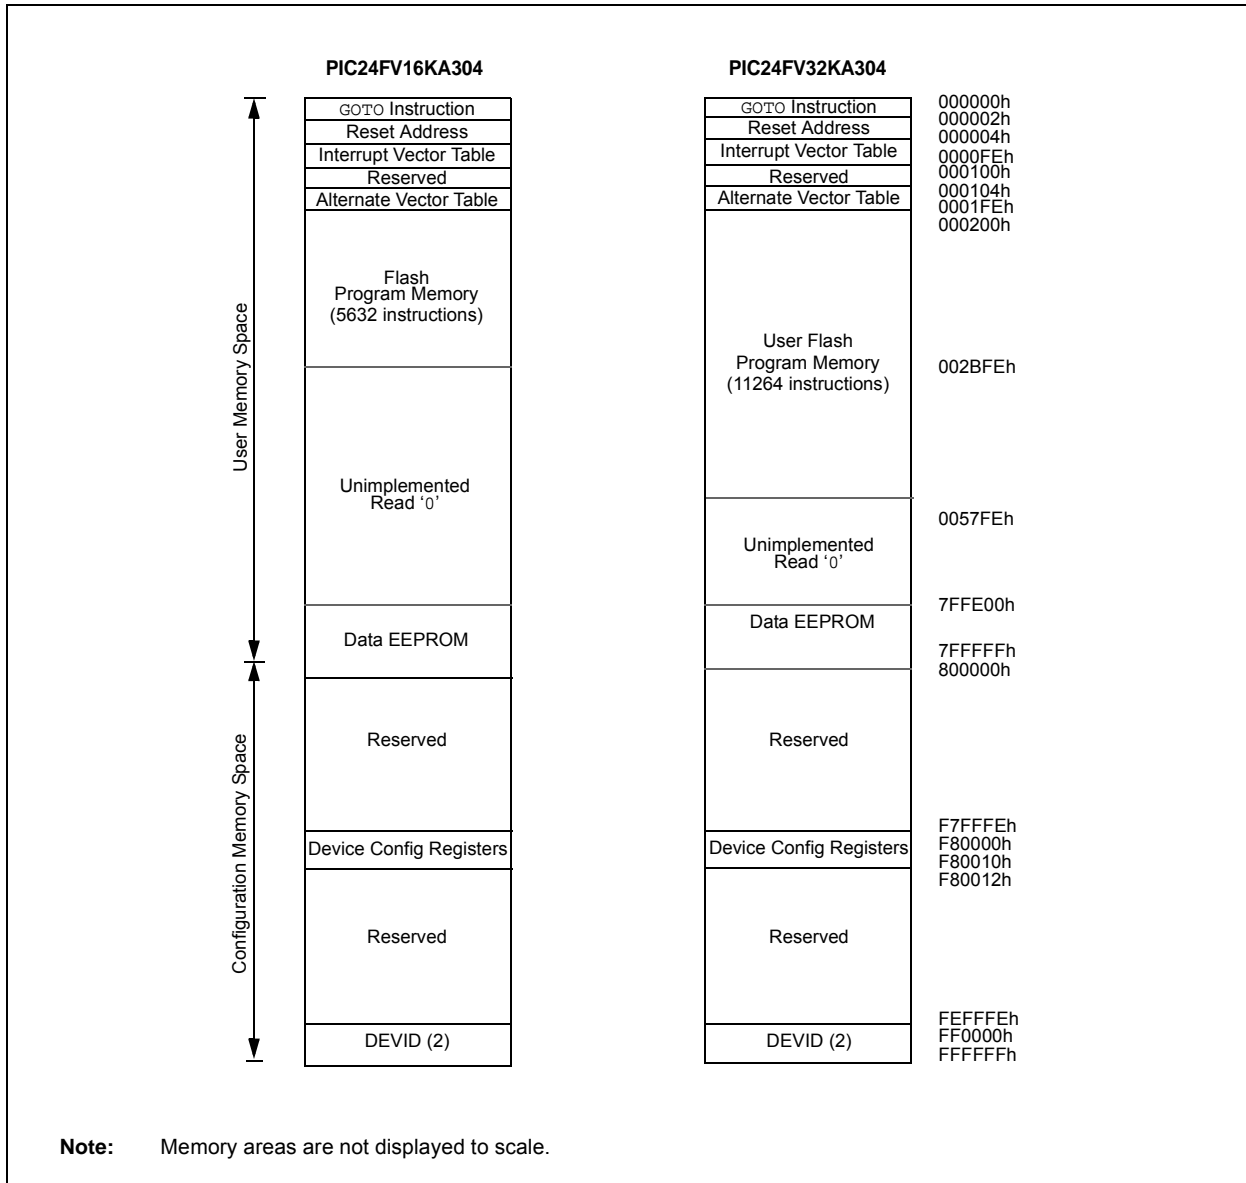 PIC24FV16KA304
GOTO Instruction
Reset Address
Interrupt Vector Table
Reserved
Alternate Vector Table
Flash
Program Memory
(5632 instructions)
Unimplemented
Read ‘0’
Data EEPROM
Reserved
Device Config Registers
Reserved
DEVID (2)
User Memory Space
Configuration Memory Space
PIC24FV32KA304
GOTO Instruction
Reset Address
Interrupt Vector Table
Reserved
Alternate Vector Table
User Flash
Program Memory
(11264 instructions)
Unimplemented
Read ‘0’
Data EEPROM
Reserved
Device Config Registers
Reserved
DEVID (2)
000000h
000002h
000004h
0000FEh
000100h
000104h
0001FEh
000200h
002BFEh
0057FEh
7FFE00h
7FFFFFh
800000h
F7FFFEh
F80000h
F80010h
F80012h
FEFFFEh
FF0000h
FFFFFFh
Note: Memory areas are not displayed to scale.